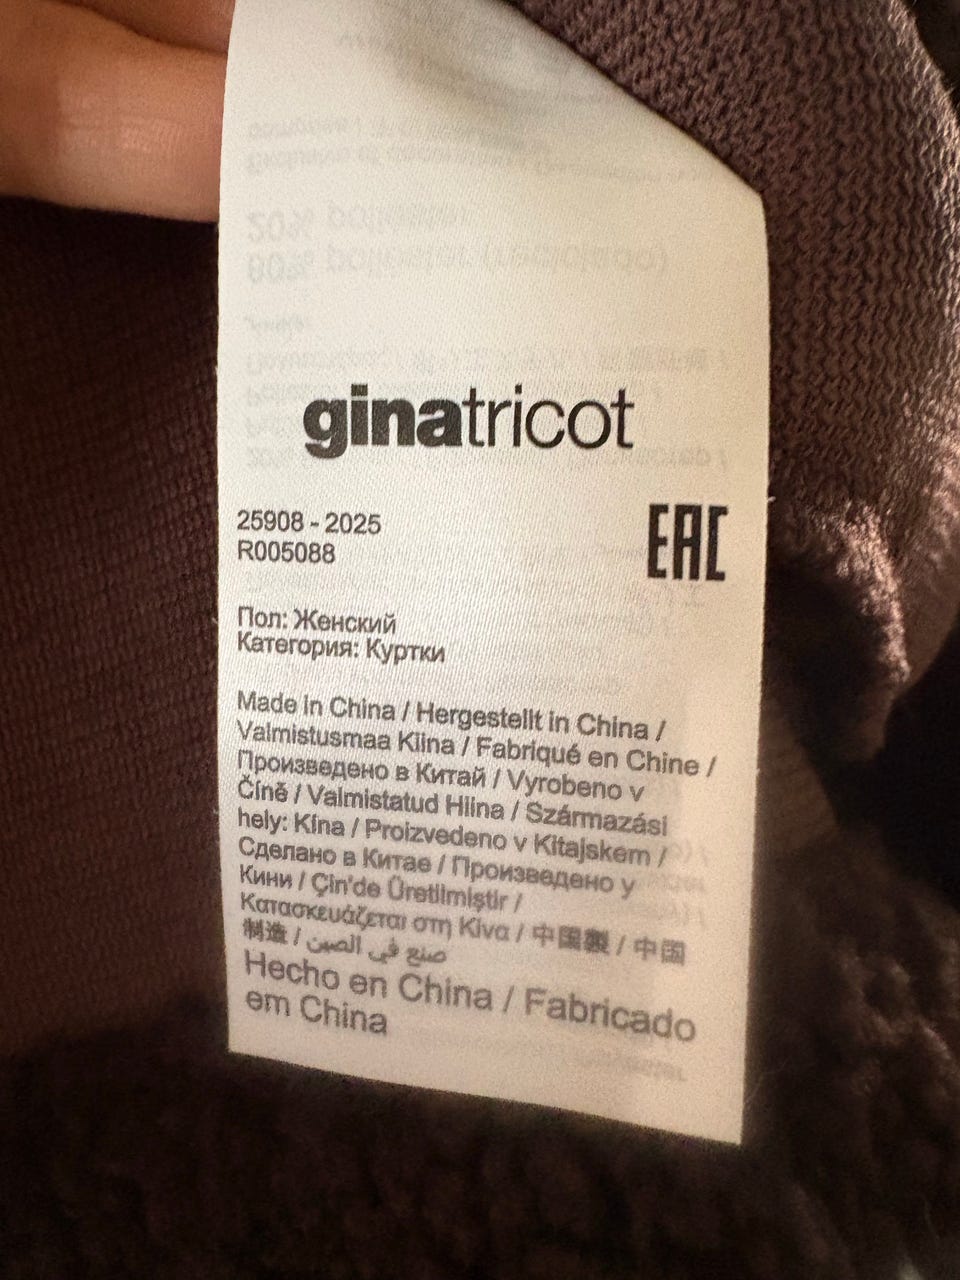 ginatricot
25908 - 2025
R005088
EAC
Пол: Женский
Категория: Куртки
Made in China / Hergestellt in China /
Valmistusmaa Kiina / Fabriqué en Chine /
Произведено в Китай / Vyrobeno v
Číně / Valmistatud Hiina / Származási
hely: Kína / Proizvedeno v Kitajskem /
Сделано в Китае / Произведено у
Кини / Çin'de Üretilmiştir /
Κατασκευάζεται στη Κίνα / 中国製 / 中国
制造 / صنع في الصين
Hecho en China / Fabricado
em China